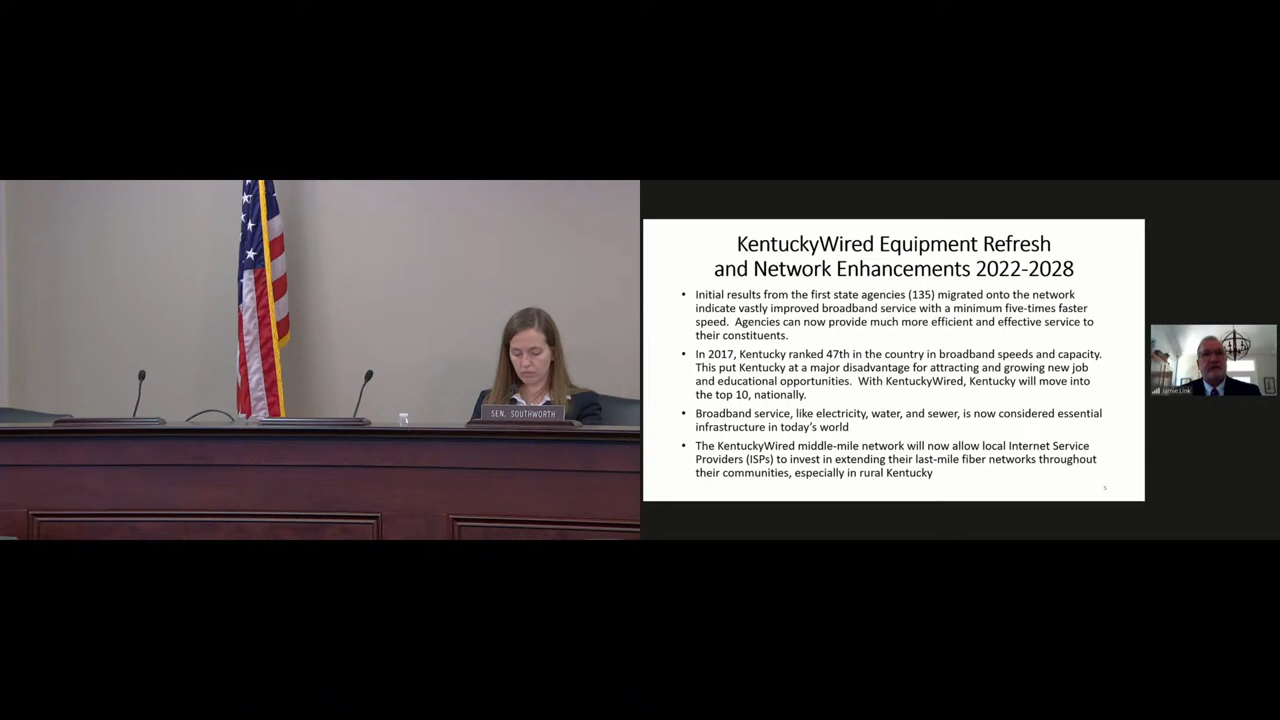 SEN. SOUTHWORTH
KentuckyWired Equipment Refresh
and Network Enhancements 2022-2028
• Initial results from the first state agencies (135) migrated onto the network
indicate vastly improved broadband service with a minimum five-times faster
speed. Agencies can now provide much more efficient and effective service to
their constituents.
• In 2017, Kentucky ranked 47th in the country in broadband speeds and capacity.
This put Kentucky at a major disadvantage for attracting and growing new job
and educational opportunities. With KentuckyWired, Kentucky will move into
the top 10, nationally.
• Broadband service, like electricity, water, and sewer, is now considered essential
infrastructure in today's world
• The KentuckyWired middle-mile network will now allow local Internet Service
Providers (ISPs) to invest in extending their last-mile fiber networks throughout
their communities, especially in rural Kentucky
5
Jamie Link